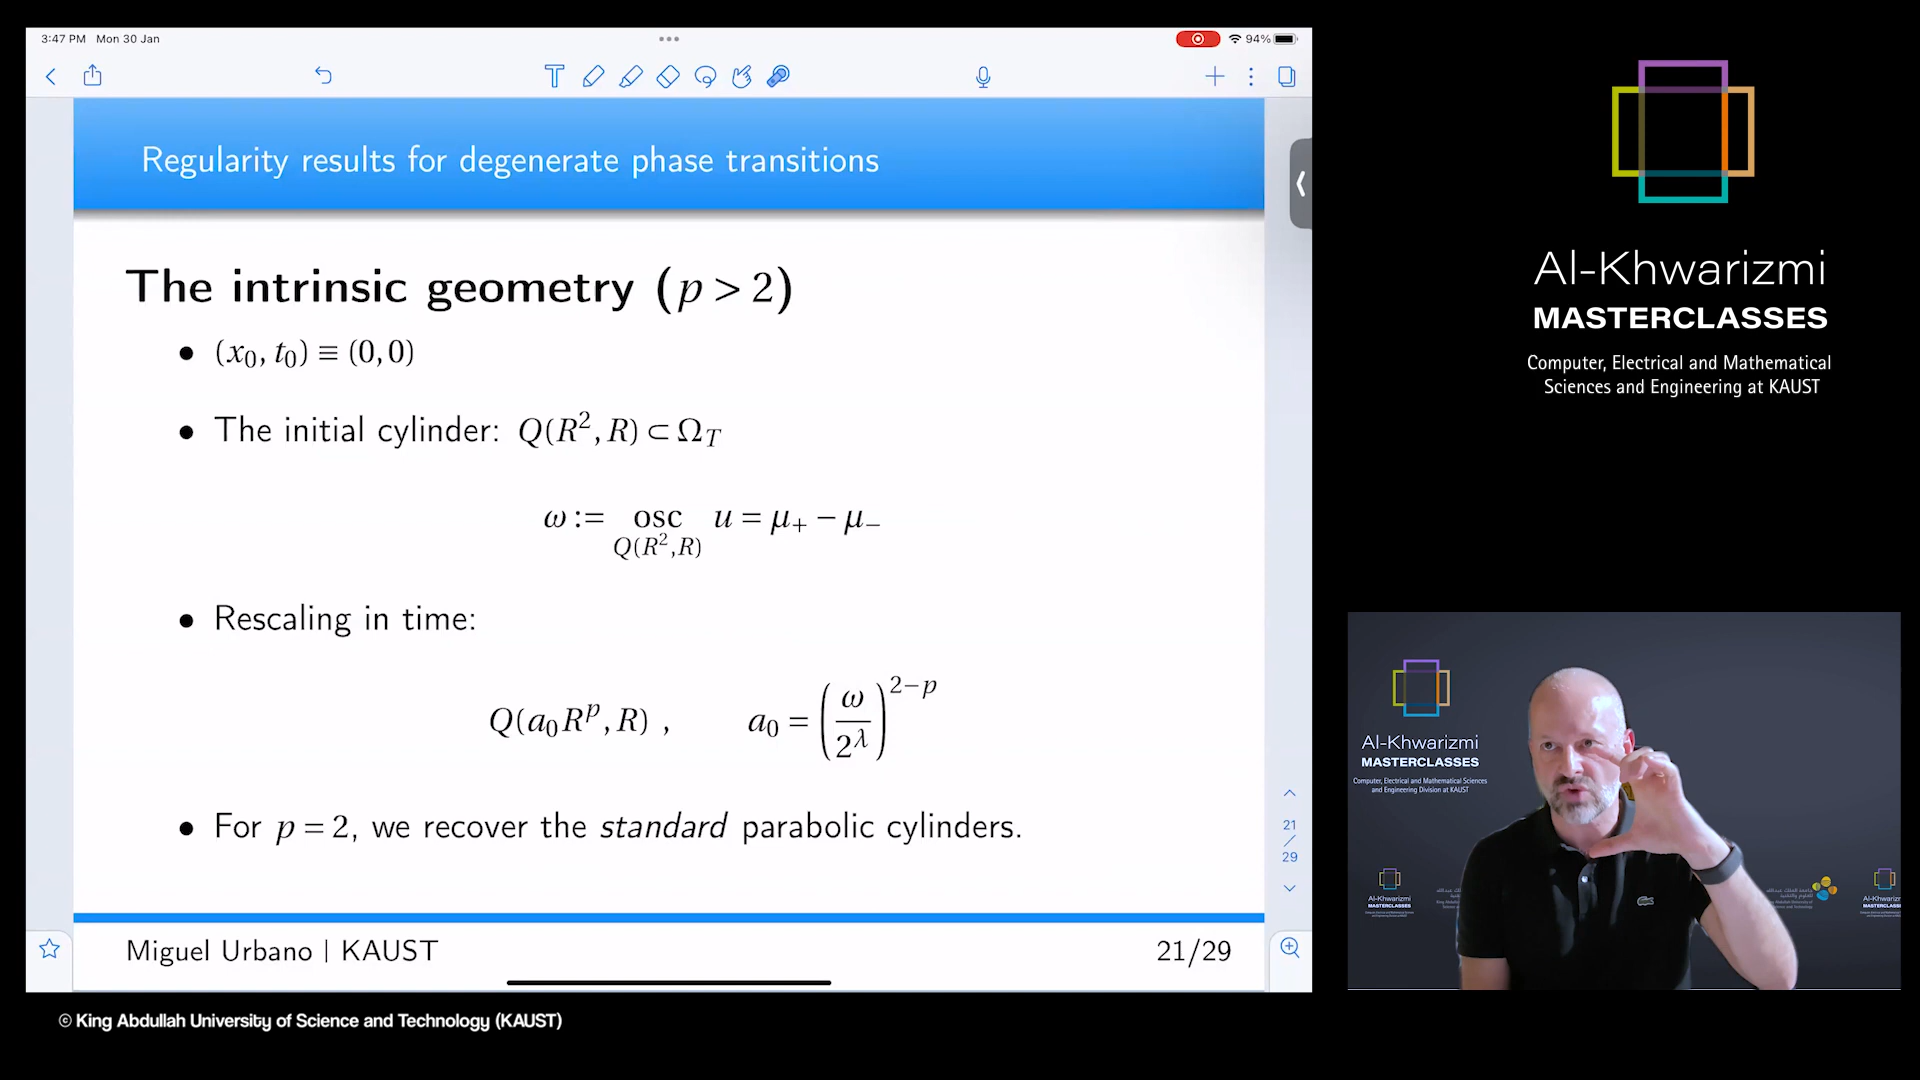 3:47 PM Mon 30 Jan
94%
Regularity results for degenerate phase transitions
The intrinsic geometry (p > 2)
• (x₀, t₀) ≡ (0,0)
• The initial cylinder: Q(R², R) ⊂ Ω_T
ω := osc u = μ₊ − μ₋
Q(R²,R)
• Rescaling in time:
Q(a₀R^p, R) , a₀ = (ω/2^λ)^{2−p}
• For p = 2, we recover the standard parabolic cylinders.
21
/
29
Miguel Urbano | KAUST
21/29
© King Abdullah University of Science and Technology (KAUST)
Al-Khwarizmi
MASTERCLASSES
Computer, Electrical and Mathematical
Sciences and Engineering at KAUST
Al-Khwarizmi
MASTERCLASSES
Computer, Electrical and Mathematical Sciences
and Engineering Division at KAUST
Al-Khwarizmi
MASTERCLASSES